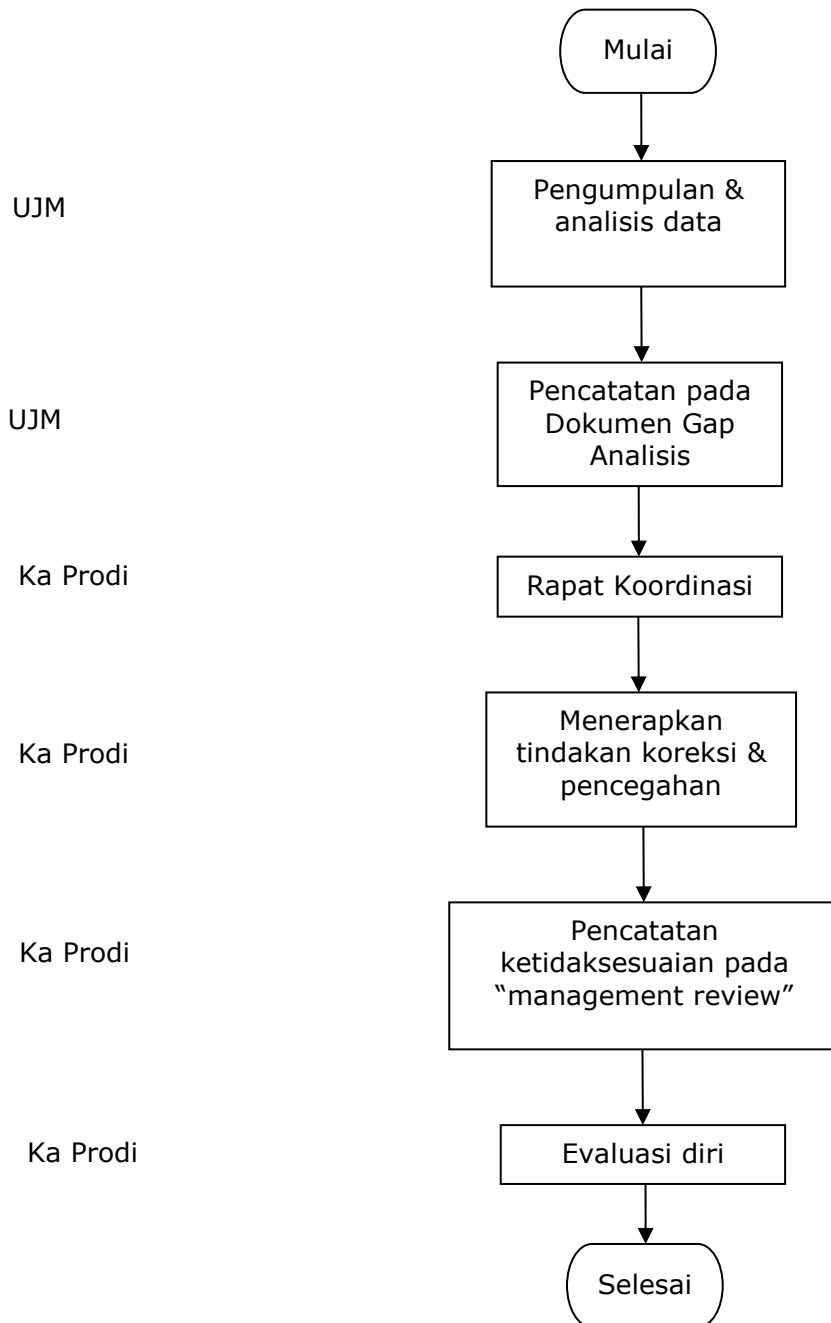 Mulai
UJM
Pengumpulan &
analisis data
UJM
Pencatatan pada
Dokumen Gap
Analisis
Ka Prodi
Rapat Koordinasi
Ka Prodi
Menerapkan
tindakan koreksi &
pencegahan
Ka Prodi
Pencatatan
ketidaksesuaian pada
“management review”
Ka Prodi
Evaluasi diri
Selesai